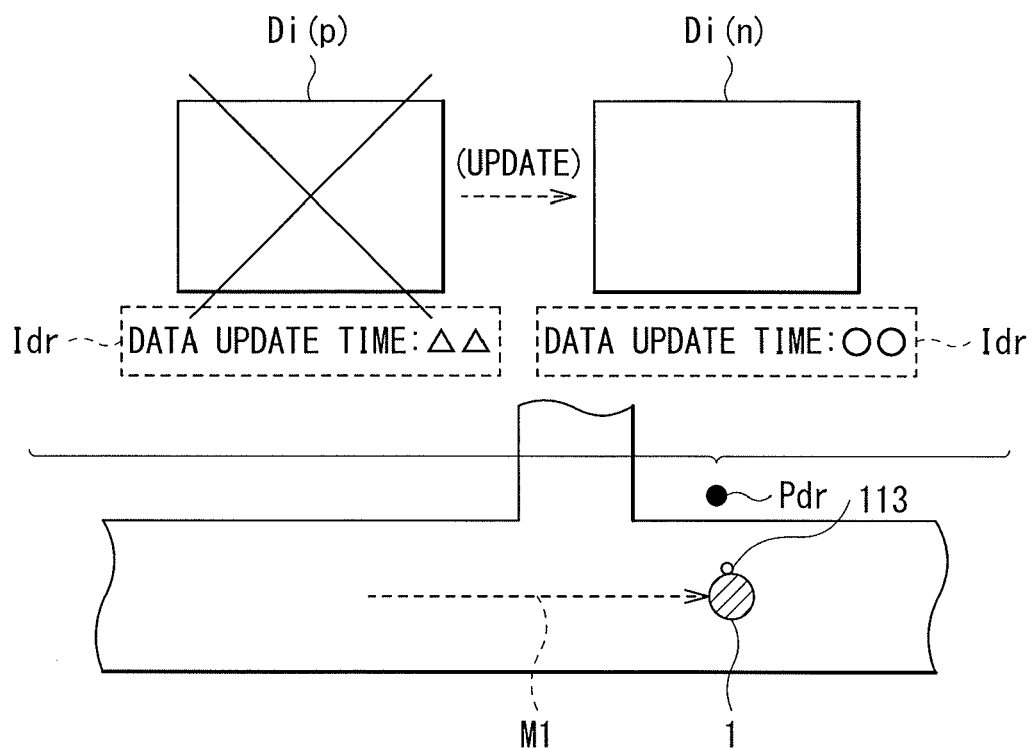 Di(p) Di(n)
(UPDATE)
Idr DATA UPDATE TIME:△△ DATA UPDATE TIME:○○ Idr
Pdr 113
M1 1